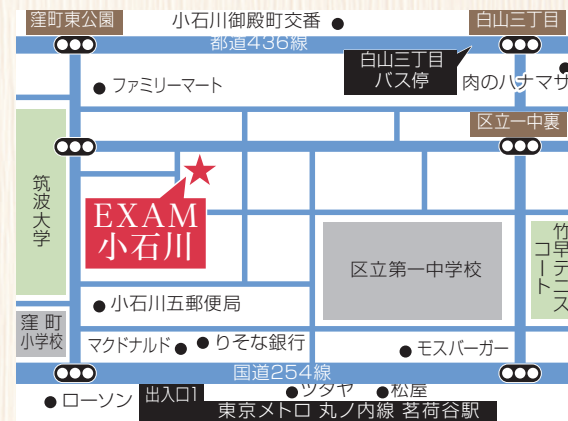 窪町東公園
小石川御殿町交番
白山三丁目
都道436線
白山三丁目
バス停
ファミリーマート
肉のハナマサ
区立一中裏
筑波大学
EXAM
小石川
区立第一中学校
竹早テニス
コート
小石川五郵便局
窪町
小学校
マクドナルド
りそな銀行
モスバーガー
国道254線
ローソン
出入口1
ツタヤ
松屋
東京メトロ 丸ノ内線 茗荷谷駅